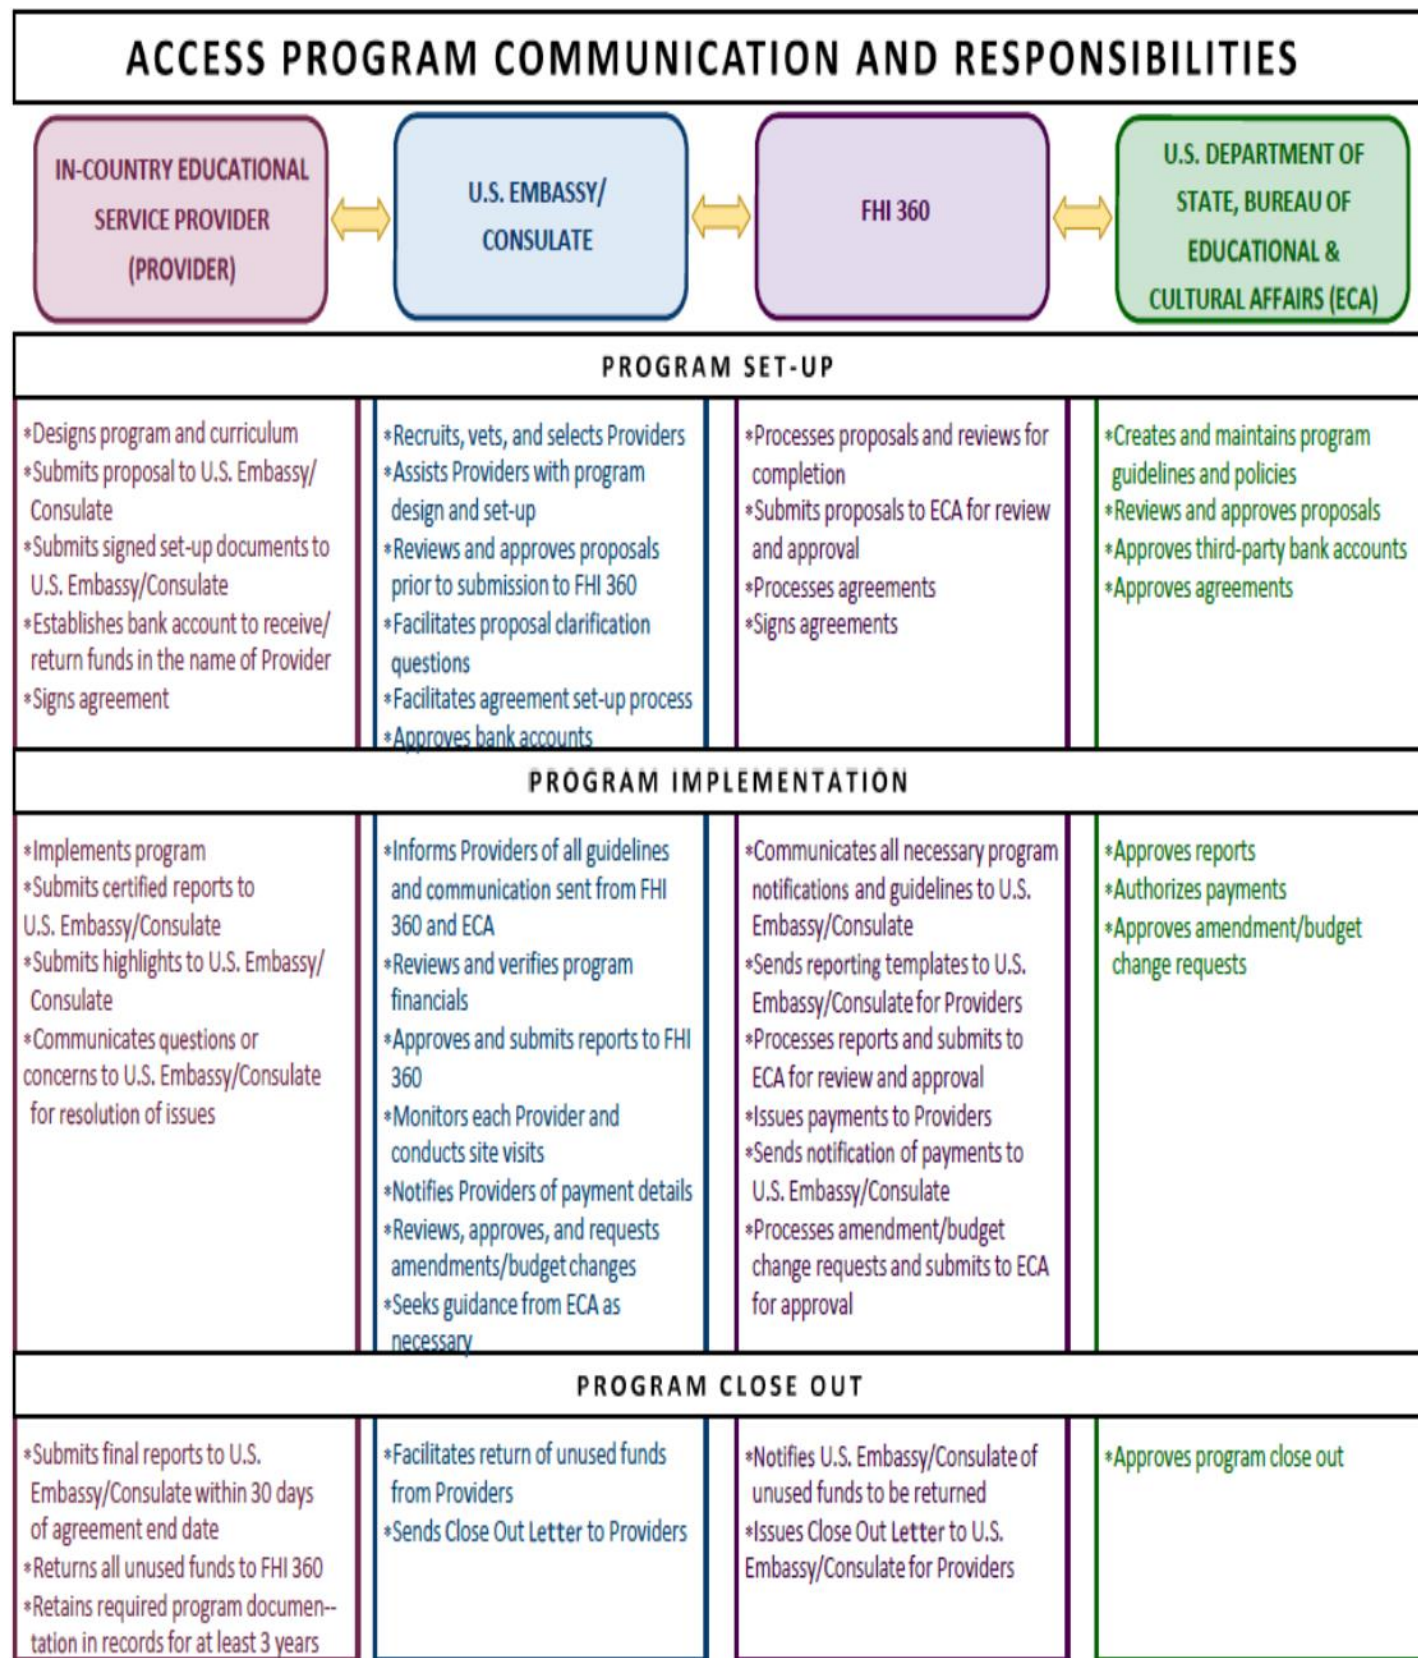 ACCESS PROGRAM COMMUNICATION AND RESPONSIBILITIES
IN-COUNTRY EDUCATIONAL
SERVICE PROVIDER
(PROVIDER)
U.S. EMBASSY/
CONSULATE
FHI 360
U.S. DEPARTMENT OF
STATE, BUREAU OF
EDUCATIONAL &
CULTURAL AFFAIRS (ECA)
PROGRAM SET-UP
*Designs program and curriculum
*Submits proposal to U.S. Embassy/
Consulate
*Submits signed set-up documents to
U.S. Embassy/Consulate
*Establishes bank account to receive/
return funds in the name of Provider
*Signs agreement
*Recruits, vets, and selects Providers
*Assists Providers with program
design and set-up
*Reviews and approves proposals
prior to submission to FHI 360
*Facilitates proposal clarification
questions
*Facilitates agreement set-up process
*Approves bank accounts
*Processes proposals and reviews for
completion
*Submits proposals to ECA for review
and approval
*Processes agreements
*Signs agreements
*Creates and maintains program
guidelines and policies
*Reviews and approves proposals
*Approves third-party bank accounts
*Approves agreements
PROGRAM IMPLEMENTATION
*Implements program
*Submits certified reports to
U.S. Embassy/Consulate
*Submits highlights to U.S. Embassy/
Consulate
*Communicates questions or
concerns to U.S. Embassy/Consulate
for resolution of issues
*Informs Providers of all guidelines
and communication sent from FHI
360 and ECA
*Reviews and verifies program
financials
*Approves and submits reports to FHI
360
*Monitors each Provider and
conducts site visits
*Notifies Providers of payment details
*Reviews, approves, and requests
amendments/budget changes
*Seeks guidance from ECA as
necessary
*Communicates all necessary program
notifications and guidelines to U.S.
Embassy/Consulate
*Sends reporting templates to U.S.
Embassy/Consulate for Providers
*Processes reports and submits to
ECA for review and approval
*Issues payments to Providers
*Sends notification of payments to
U.S. Embassy/Consulate
*Processes amendment/budget
change requests and submits to ECA
for approval
*Approves reports
*Authorizes payments
*Approves amendment/budget
change requests
PROGRAM CLOSE OUT
*Submits final reports to U.S.
Embassy/Consulate within 30 days
of agreement end date
*Returns all unused funds to FHI 360
*Retains required program documen--
tation in records for at least 3 years
*Facilitates return of unused funds
from Providers
*Sends Close Out Letter to Providers
*Notifies U.S. Embassy/Consulate of
unused funds to be returned
*Issues Close Out Letter to U.S.
Embassy/Consulate for Providers
*Approves program close out